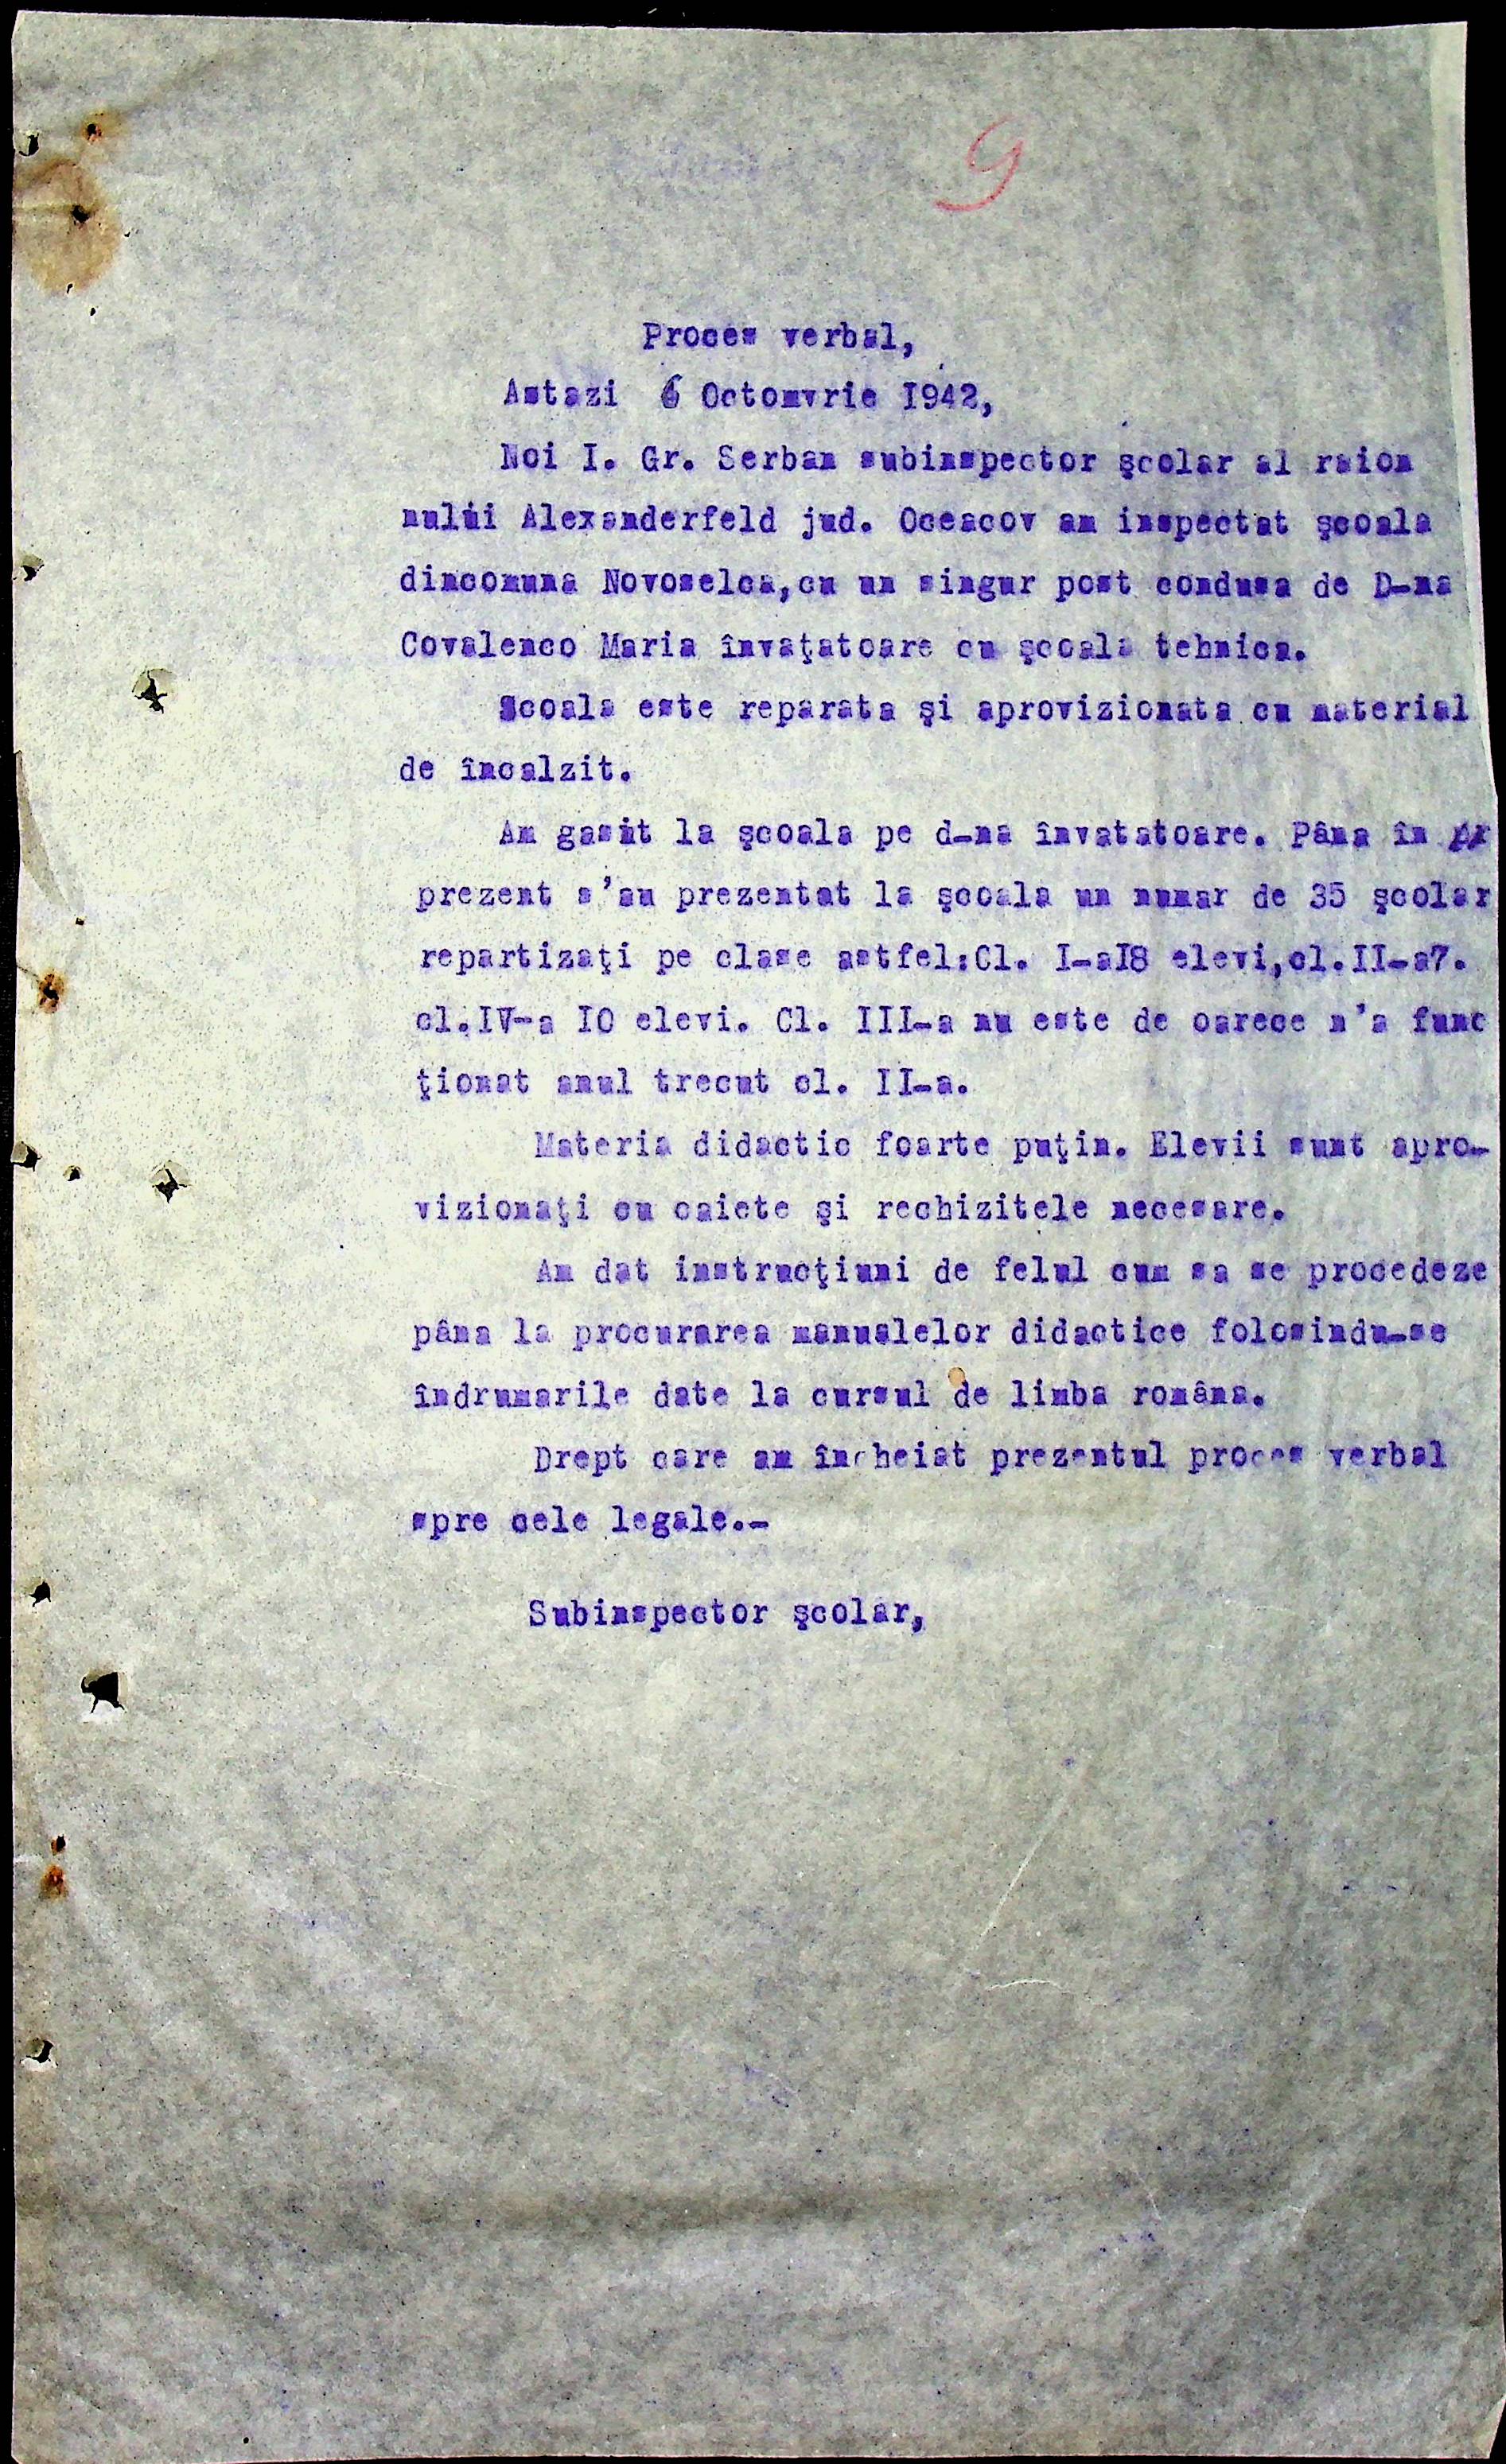 9
Proces verbal,
Astazi 6 Octomvrie I942,
Noi I. Gr. Serban subinspector şcolar al raion
nului Alexanderfeld jud. Oceacov am inspectat şcoala
dincomuna Novoselca,cu un singur post condusa de D-na
Covalenco Maria învaţatoare cu şcoala tehnica.
Scoala este reparata şi aprovizionata cu material
de încalzit.
Am gasit la şcoala pe d-na învatatoare. Pâna în pr
prezent s'au prezentat la şcoala un numar de 35 şcolar
repartizaţi pe clase astfel:Cl. I-aI8 elevi,cl.II-a7.
cl.IV-a IO elevi. Cl. III-a nu este de oarece n'a func
ţionat anul trecut cl. II-a.
Materia didactic foarte puţin. Elevii sunt apro-
vizionaţi cu caiete şi rechizitele necesare.
Am dat instrucţiuni de felul cum sa se procedeze
pâna la procurarea manualelor didactice folosindu-se
îndrumarile date la cursul de limba româna.
Drept care am încheiat prezentul proces verbal
spre cele legale.-
Subinspector şcolar,